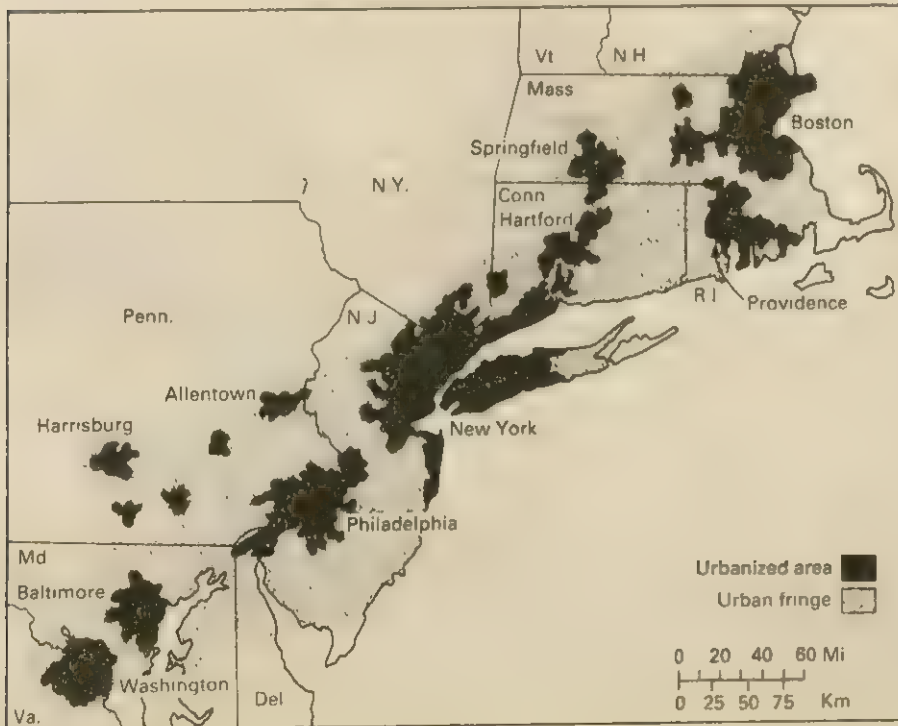 Vt
N H
Mass
Boston
Springfield
N Y.
Conn
Hartford
R I
Providence
Penn.
N J
Allentown
Harrisburg
New York
Philadelphia
Md
Baltimore
Washington
Del
Va.
Urbanized area
Urban fringe
0 20 40 60 Mi
0 25 50 75 Km